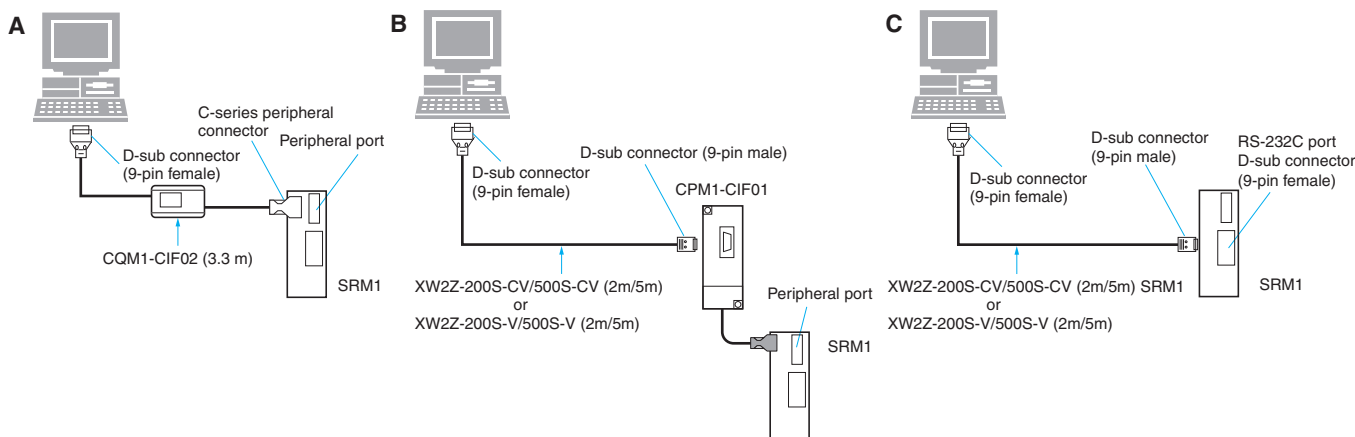 A
C-series peripheral
connector
Peripheral port
D-sub connector
(9-pin female)
CQM1-CIF02 (3.3 m)
SRM1
B
D-sub connector (9-pin male)
D-sub connector
(9-pin female)
CPM1-CIF01
XW2Z-200S-CV/500S-CV (2m/5m)
or
XW2Z-200S-V/500S-V (2m/5m)
Peripheral port
SRM1
C
D-sub connector
(9-pin male)
RS-232C port
D-sub connector
(9-pin female)
D-sub connector
(9-pin female)
XW2Z-200S-CV/500S-CV (2m/5m) SRM1
or
XW2Z-200S-V/500S-V (2m/5m)
SRM1